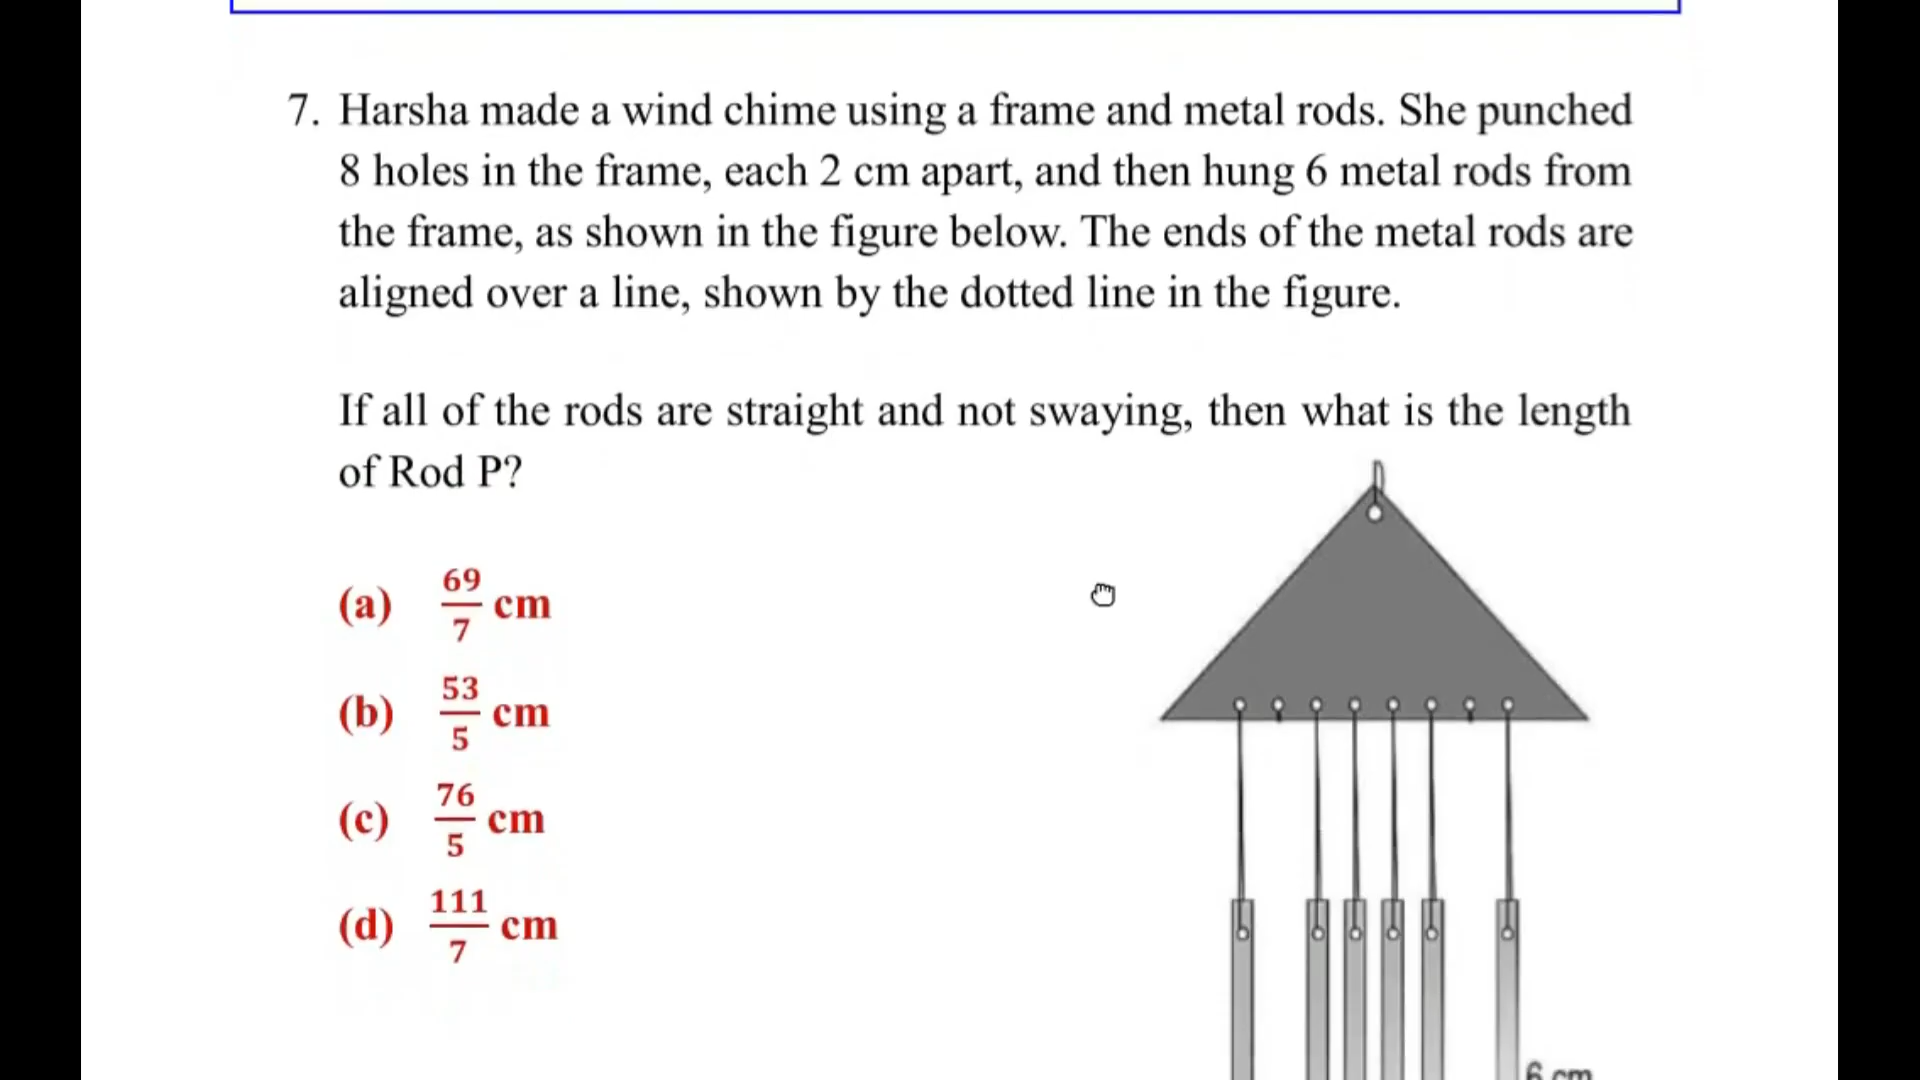 7. Harsha made a wind chime using a frame and metal rods. She punched
8 holes in the frame, each 2 cm apart, and then hung 6 metal rods from
the frame, as shown in the figure below. The ends of the metal rods are
aligned over a line, shown by the dotted line in the figure.
If all of the rods are straight and not swaying, then what is the length
of Rod P?
(a) 69/7 cm
(b) 53/5 cm
(c) 76/5 cm
(d) 111/7 cm
6 cm